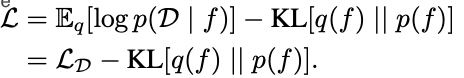 ℒ = 𝔼_q[log p(𝒟 | f)] − KL[q(f) || p(f)]
= ℒ_𝒟 − KL[q(f) || p(f)].